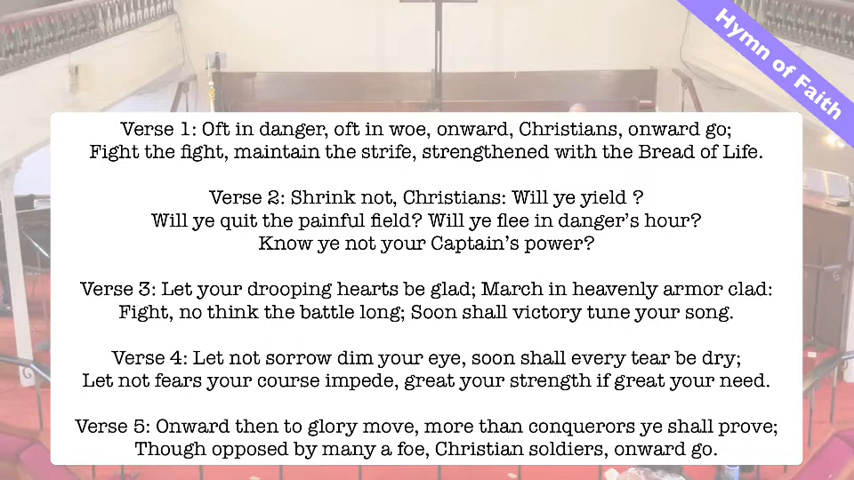 Hymn of Faith
Verse 1: Oft in danger, oft in woe, onward, Christians, onward go;
Fight the fight, maintain the strife, strengthened with the Bread of Life.
Verse 2: Shrink not, Christians: Will ye yield ?
Will ye quit the painful field? Will ye flee in danger's hour?
Know ye not your Captain's power?
Verse 3: Let your drooping hearts be glad; March in heavenly armor clad:
Fight, no think the battle long; Soon shall victory tune your song.
Verse 4: Let not sorrow dim your eye, soon shall every tear be dry;
Let not fears your course impede, great your strength if great your need.
Verse 5: Onward then to glory move, more than conquerors ye shall prove;
Though opposed by many a foe, Christian soldiers, onward go.